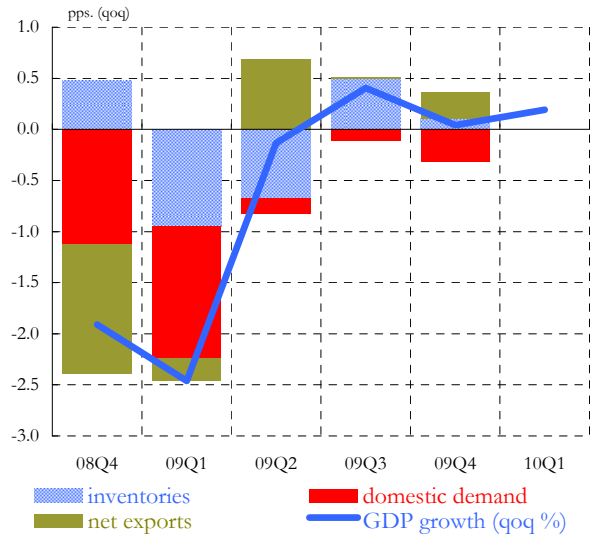 pps. (qoq)
1.0
0.5
0.0
-0.5
-1.0
-1.5
-2.0
-2.5
-3.0
08Q4 09Q1 09Q2 09Q3 09Q4 10Q1
inventories domestic demand
net exports GDP growth (qoq %)